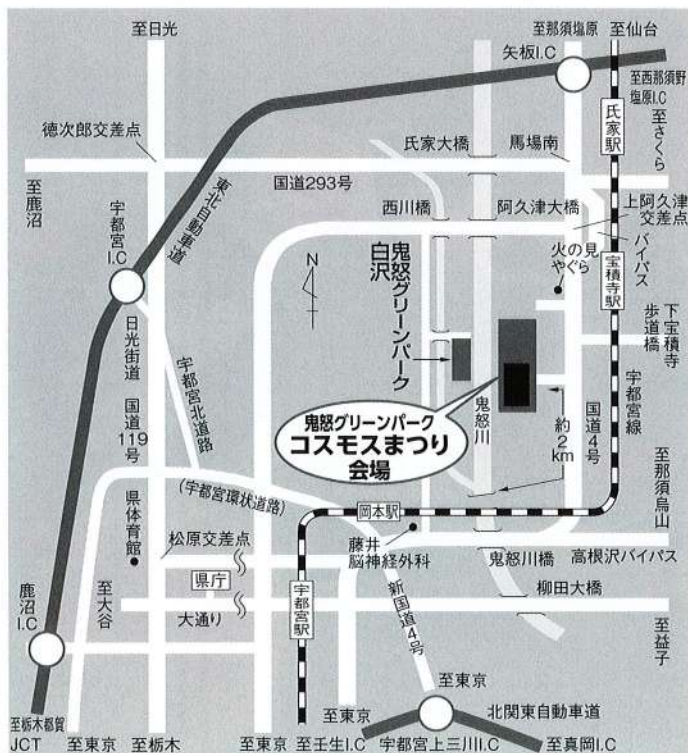 至日光
至那須塩原
至仙台
矢板I.C
至西那須野
塩原I.C
徳次郎交差点
氏家大橋
馬場南
氏家駅
至さくら
至鹿沼
国道293号
東北自動車道
宇都宮
I.C
西川橋
阿久津大橋
上阿久津
交差点
バイパス
N
鬼怒グリーンパーク
白沢
火の見
やぐら
宝積寺駅
下宝積寺
歩道橋
日光街道
国道
119
号
宇都宮北道路
鬼怒グリーンパーク
コスモスまつり
会場
鬼怒川
約2km
国道4号
宇都宮線
至那須烏山
(宇都宮環状道路)
岡本駅
県体育館
松原交差点
藤井
脳神経外科
鬼怒川橋
高根沢バイパス
鹿沼
I.C
至大谷
県庁
大通り
宇都宮駅
新国道4号
柳田大橋
至益子
至東京
北関東自動車道
至栃木都賀
JCT
至東京
至栃木
至東京
至壬生I.C
至東京
宇都宮上三川I.C
至真岡I.C